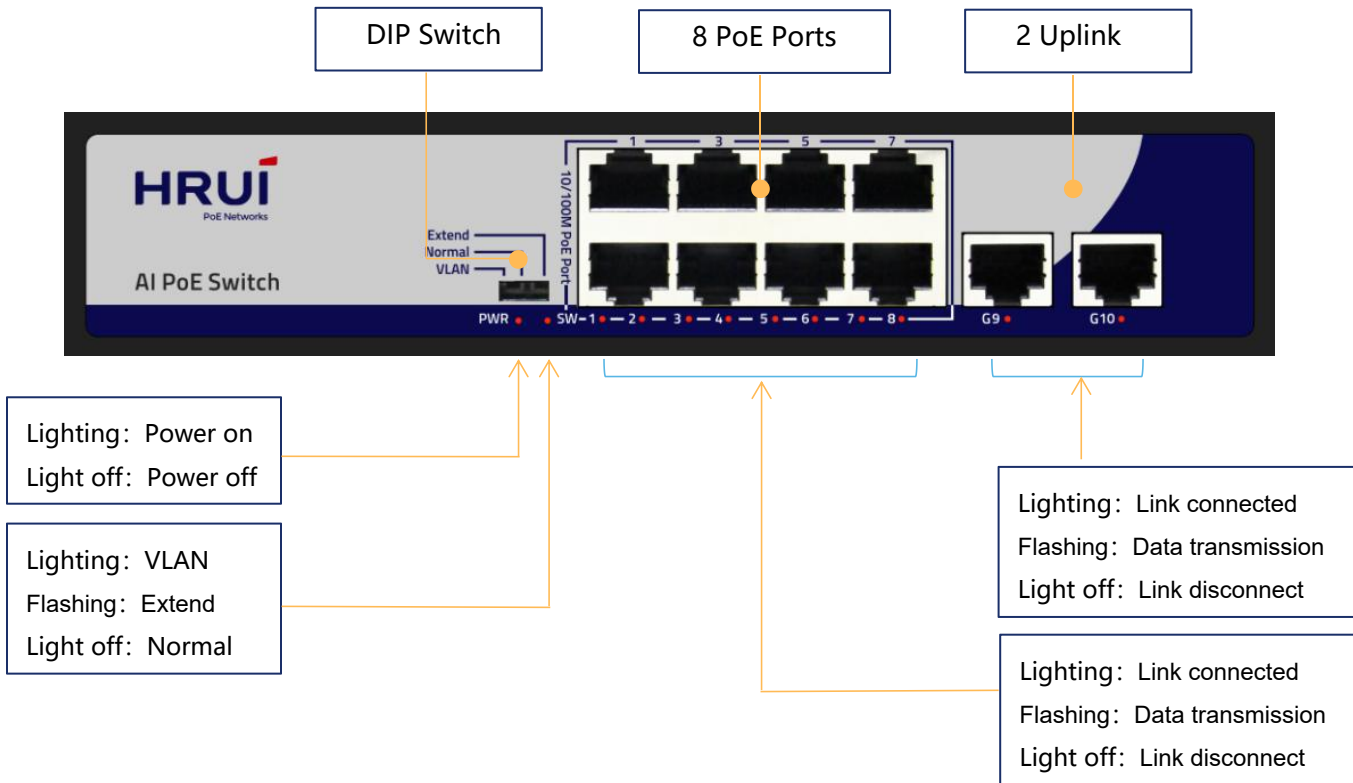 DIP Switch
8 PoE Ports
2 Uplink
HRUI
PoE Networks
AI PoE Switch
Extend
Normal
VLAN
10/100M PoE Port
1 3 5 7
PWR SW-1 2 3 4 5 6 7 8 G9 G10
Lighting：Power on
Light off：Power off
Lighting：VLAN
Flashing：Extend
Light off：Normal
Lighting：Link connected
Flashing：Data transmission
Light off：Link disconnect
Lighting：Link connected
Flashing：Data transmission
Light off：Link disconnect